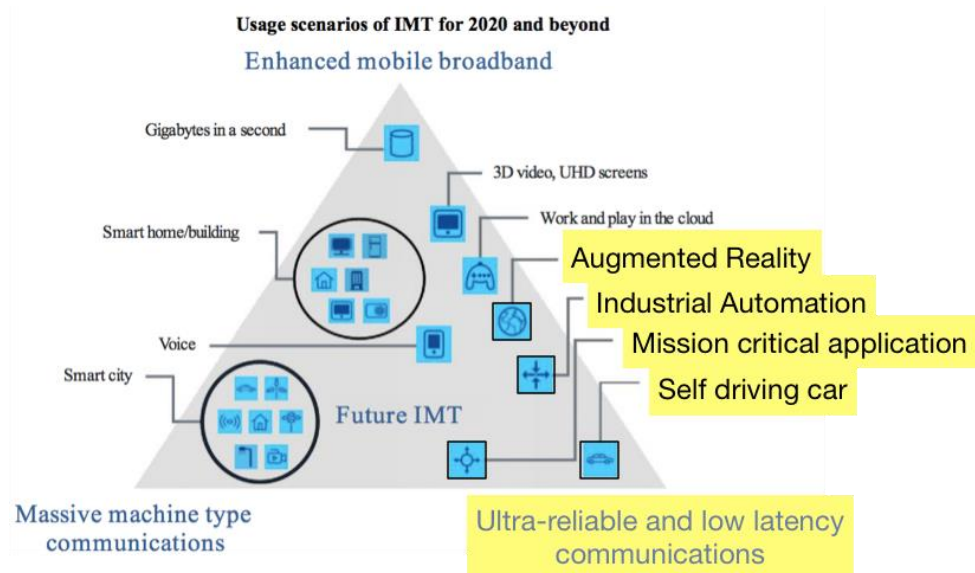 Usage scenarios of IMT for 2020 and beyond
Enhanced mobile broadband
Gigabytes in a second
3D video, UHD screens
Work and play in the cloud
Smart home/building
Augmented Reality
Industrial Automation
Mission critical application
Voice
Self driving car
Smart city
Future IMT
Massive machine type
communications
Ultra-reliable and low latency
communications